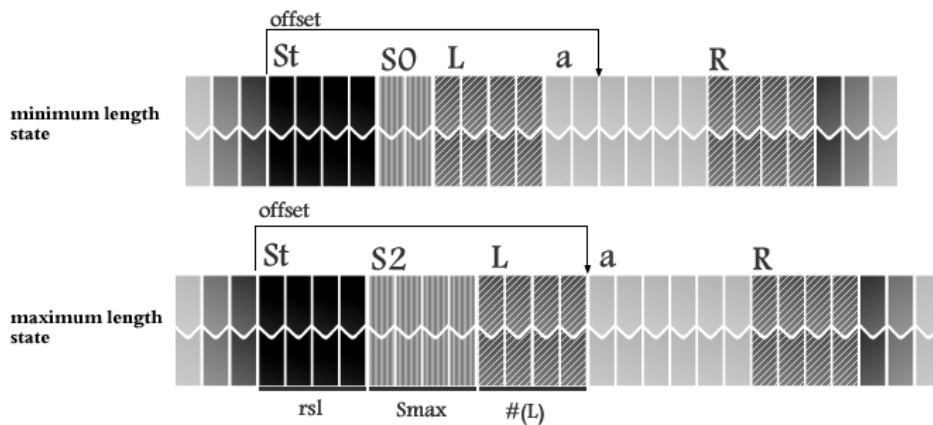 offset
St S0 L a R
minimum length
state
offset
St S2 L a R
maximum length
state
rsl Smax #(L)